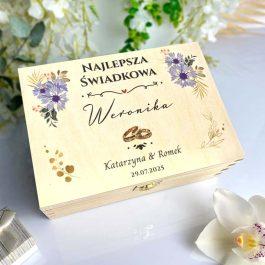 NAJLEPSZA
ŚWIADKOWA
Weronika
Katarzyna & Romek
29.07.2025